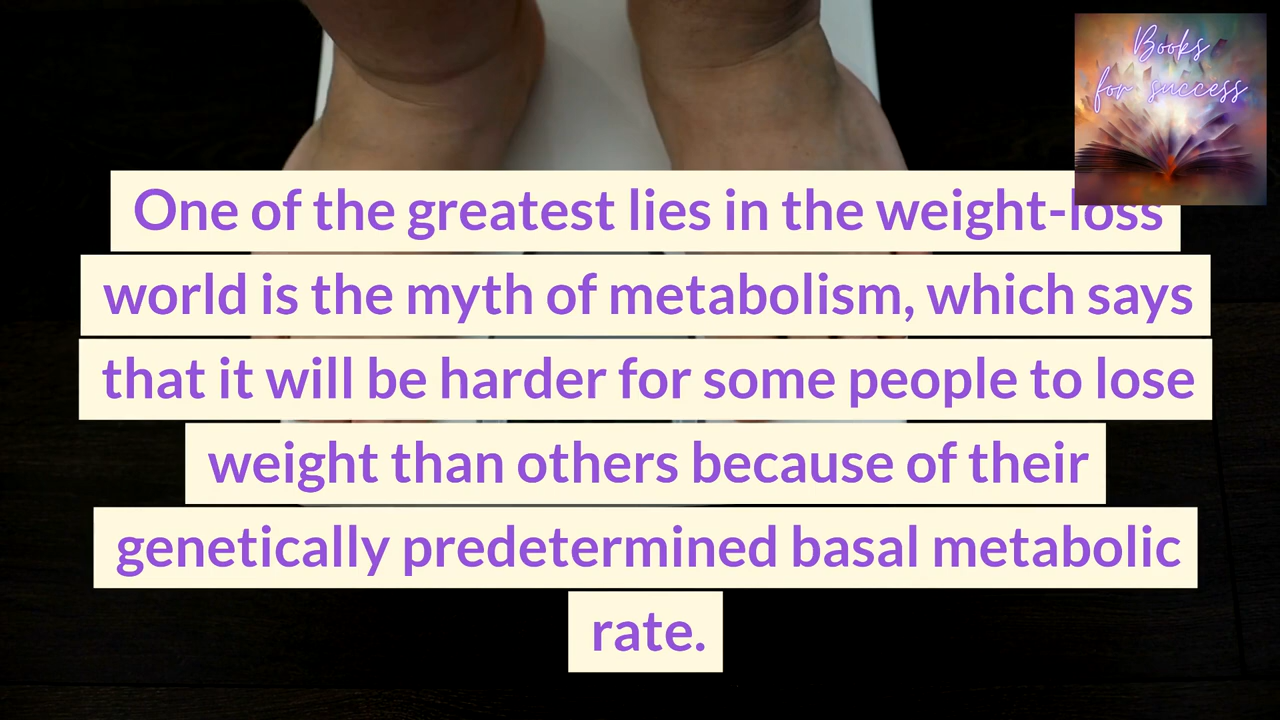 Books
for success
One of the greatest lies in the weight-loss
world is the myth of metabolism, which says
that it will be harder for some people to lose
weight than others because of their
genetically predetermined basal metabolic
rate.